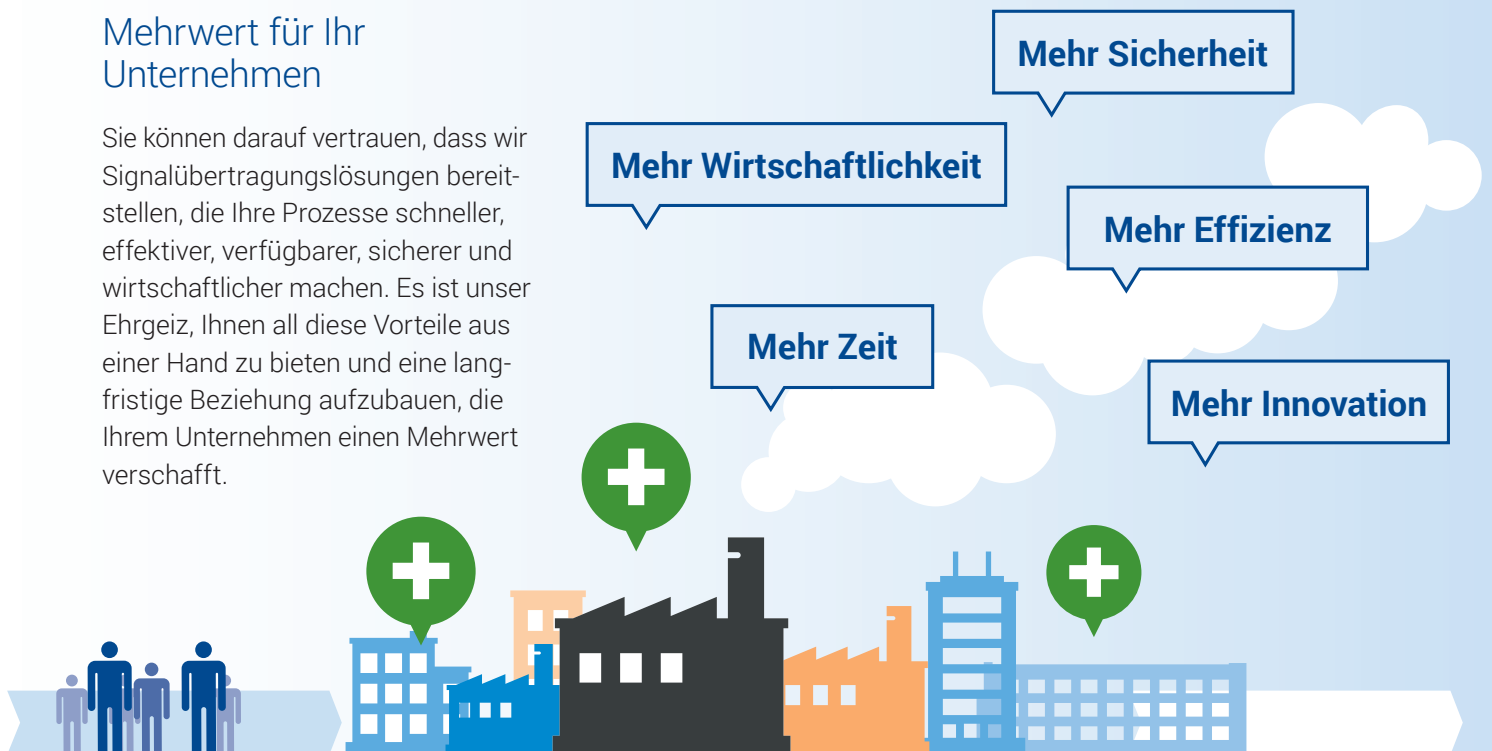 Mehrwert für Ihr
Unternehmen
Sie können darauf vertrauen, dass wir
Signalübertragungslösungen bereit-
stellen, die Ihre Prozesse schneller,
effektiver, verfügbarer, sicherer und
wirtschaftlicher machen. Es ist unser
Ehrgeiz, Ihnen all diese Vorteile aus
einer Hand zu bieten und eine lang-
fristige Beziehung aufzubauen, die
Ihrem Unternehmen einen Mehrwert
verschafft.
Mehr Sicherheit
Mehr Wirtschaftlichkeit
Mehr Effizienz
Mehr Zeit
Mehr Innovation